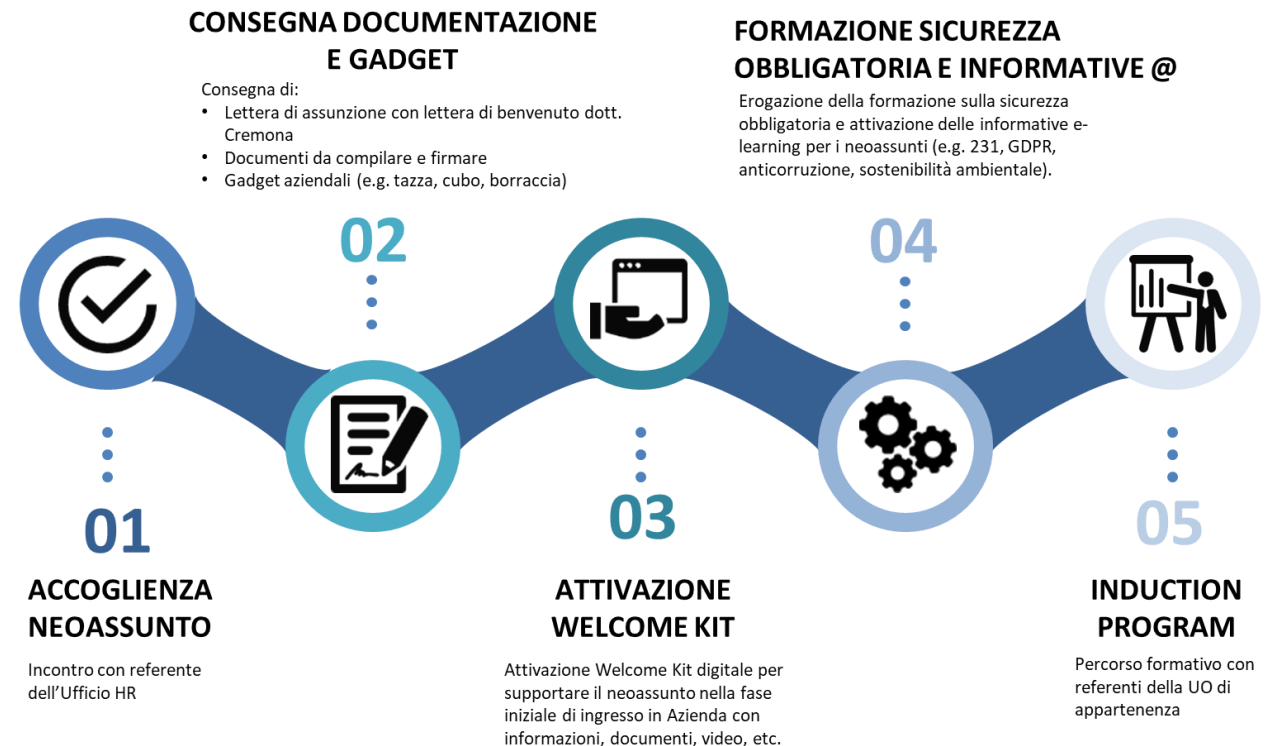 CONSEGNA DOCUMENTAZIONE
E GADGET
Consegna di:
• Lettera di assunzione con lettera di benvenuto dott.
Cremona
• Documenti da compilare e firmare
• Gadget aziendali (e.g. tazza, cubo, borraccia)
FORMAZIONE SICUREZZA
OBBLIGATORIA E INFORMATIVE @
Erogazione della formazione sulla sicurezza
obbligatoria e attivazione delle informative e-
learning per i neoassunti (e.g. 231, GDPR,
anticorruzione, sostenibilità ambientale).
02
04
01
ACCOGLIENZA
NEOASSUNTO
Incontro con referente
dell’Ufficio HR
03
ATTIVAZIONE
WELCOME KIT
Attivazione Welcome Kit digitale per
supportare il neoassunto nella fase
iniziale di ingresso in Azienda con
informazioni, documenti, video, etc.
05
INDUCTION
PROGRAM
Percorso formativo con
referenti della UO di
appartenenza